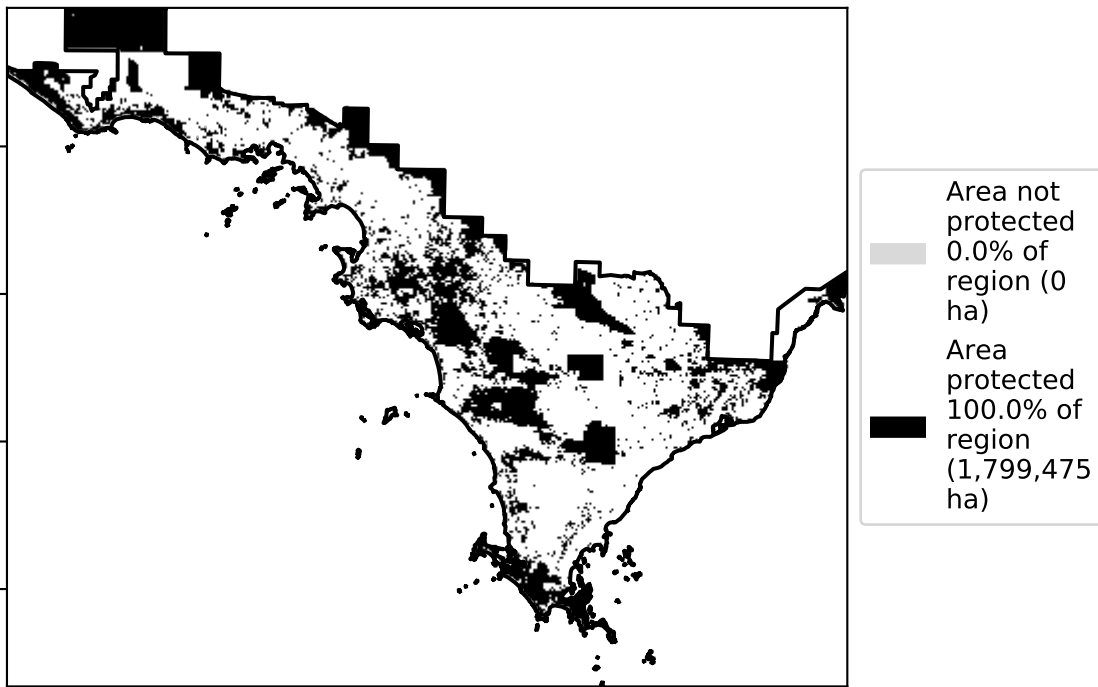 Area not
protected
0.0% of
region (0
ha)
Area
protected
100.0% of
region
(1,799,475
ha)